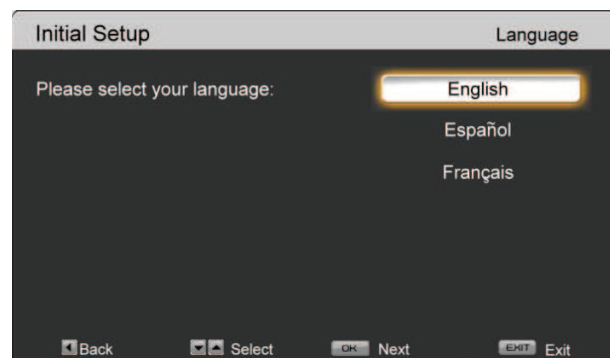 Initial Setup Language
Please select your language: English
Español
Français
Back Select OK Next EXIT Exit